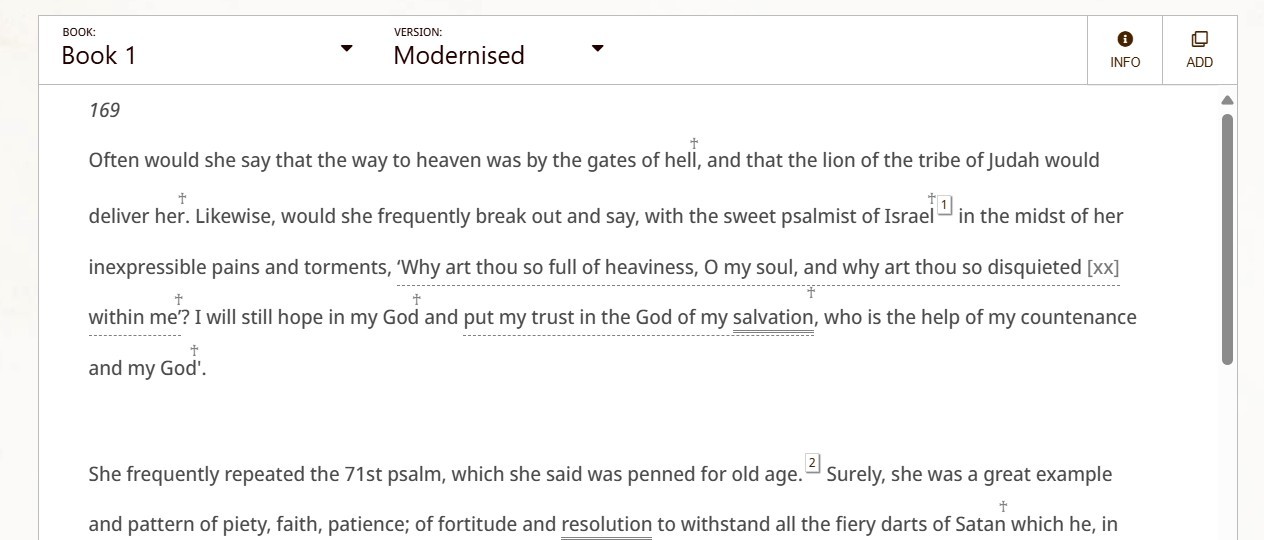 BOOK:
Book 1
VERSION:
Modernised
INFO
ADD
169
Often would she say that the way to heaven was by the gates of hell†, and that the lion of the tribe of Judah would
deliver her†. Likewise, would she frequently break out and say, with the sweet psalmist of Israel† 1 in the midst of her
inexpressible pains and torments, ‘Why art thou so full of heaviness, O my soul, and why art thou so disquieted [xx]
within me’†? I will still hope in my God† and put my trust in the God of my salvation†, who is the help of my countenance
and my God†'.
She frequently repeated the 71st psalm, which she said was penned for old age. 2 Surely, she was a great example
and pattern of piety, faith, patience; of fortitude and resolution to withstand all the fiery darts of Satan† which he, in